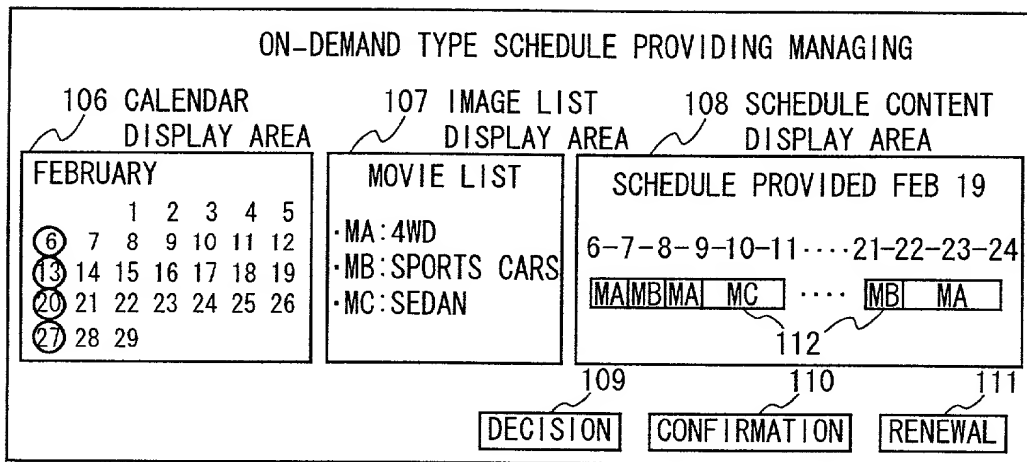 ON-DEMAND TYPE SCHEDULE PROVIDING MANAGING
106 CALENDAR DISPLAY AREA
FEBRUARY
1 2 3 4 5
6 7 8 9 10 11 12
13 14 15 16 17 18 19
20 21 22 23 24 25 26
27 28 29
107 IMAGE LIST DISPLAY AREA
MOVIE LIST
·MA:4WD
·MB:SPORTS CARS
·MC:SEDAN
108 SCHEDULE CONTENT DISPLAY AREA
SCHEDULE PROVIDED FEB 19
6-7-8-9-10-11····21-22-23-24
MA MB MA MC ···· MB MA
112
109 110 111
DECISION CONFIRMATION RENEWAL